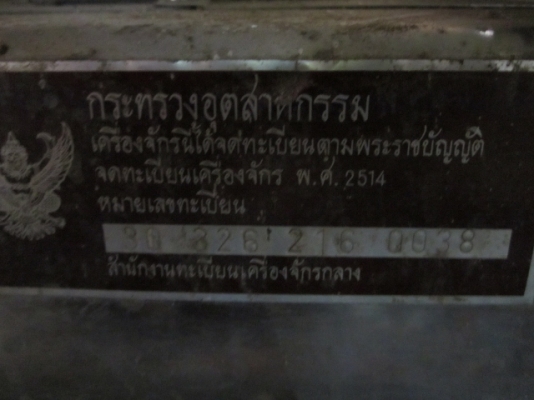 กระทรวงอุตสาหกรรม
เครื่องจักรนี้ได้จดทะเบียนตามพระราชบัญญัติ
จดทะเบียนเครื่องจักร พ.ศ. 2514
หมายเลขทะเบียน
30 326 216 0038
สำนักงานทะเบียนเครื่องจักรกลาง